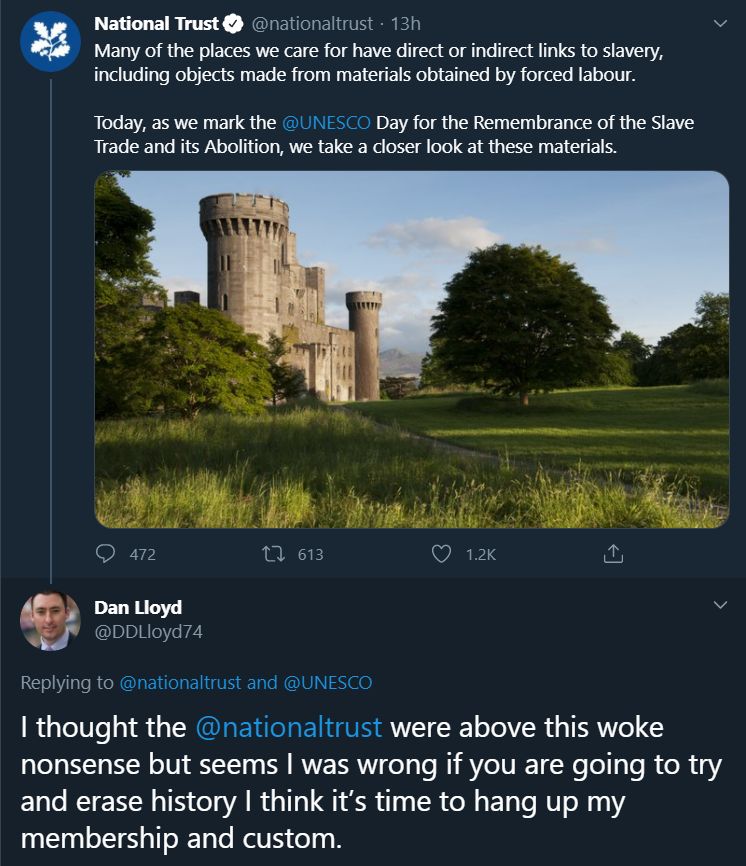 National Trust @nationaltrust · 13h
Many of the places we care for have direct or indirect links to slavery,
including objects made from materials obtained by forced labour.
Today, as we mark the @UNESCO Day for the Remembrance of the Slave
Trade and its Abolition, we take a closer look at these materials.
472 613 1.2K
Dan Lloyd
@DDLloyd74
Replying to @nationaltrust and @UNESCO
I thought the @nationaltrust were above this woke
nonsense but seems I was wrong if you are going to try
and erase history I think it’s time to hang up my
membership and custom.